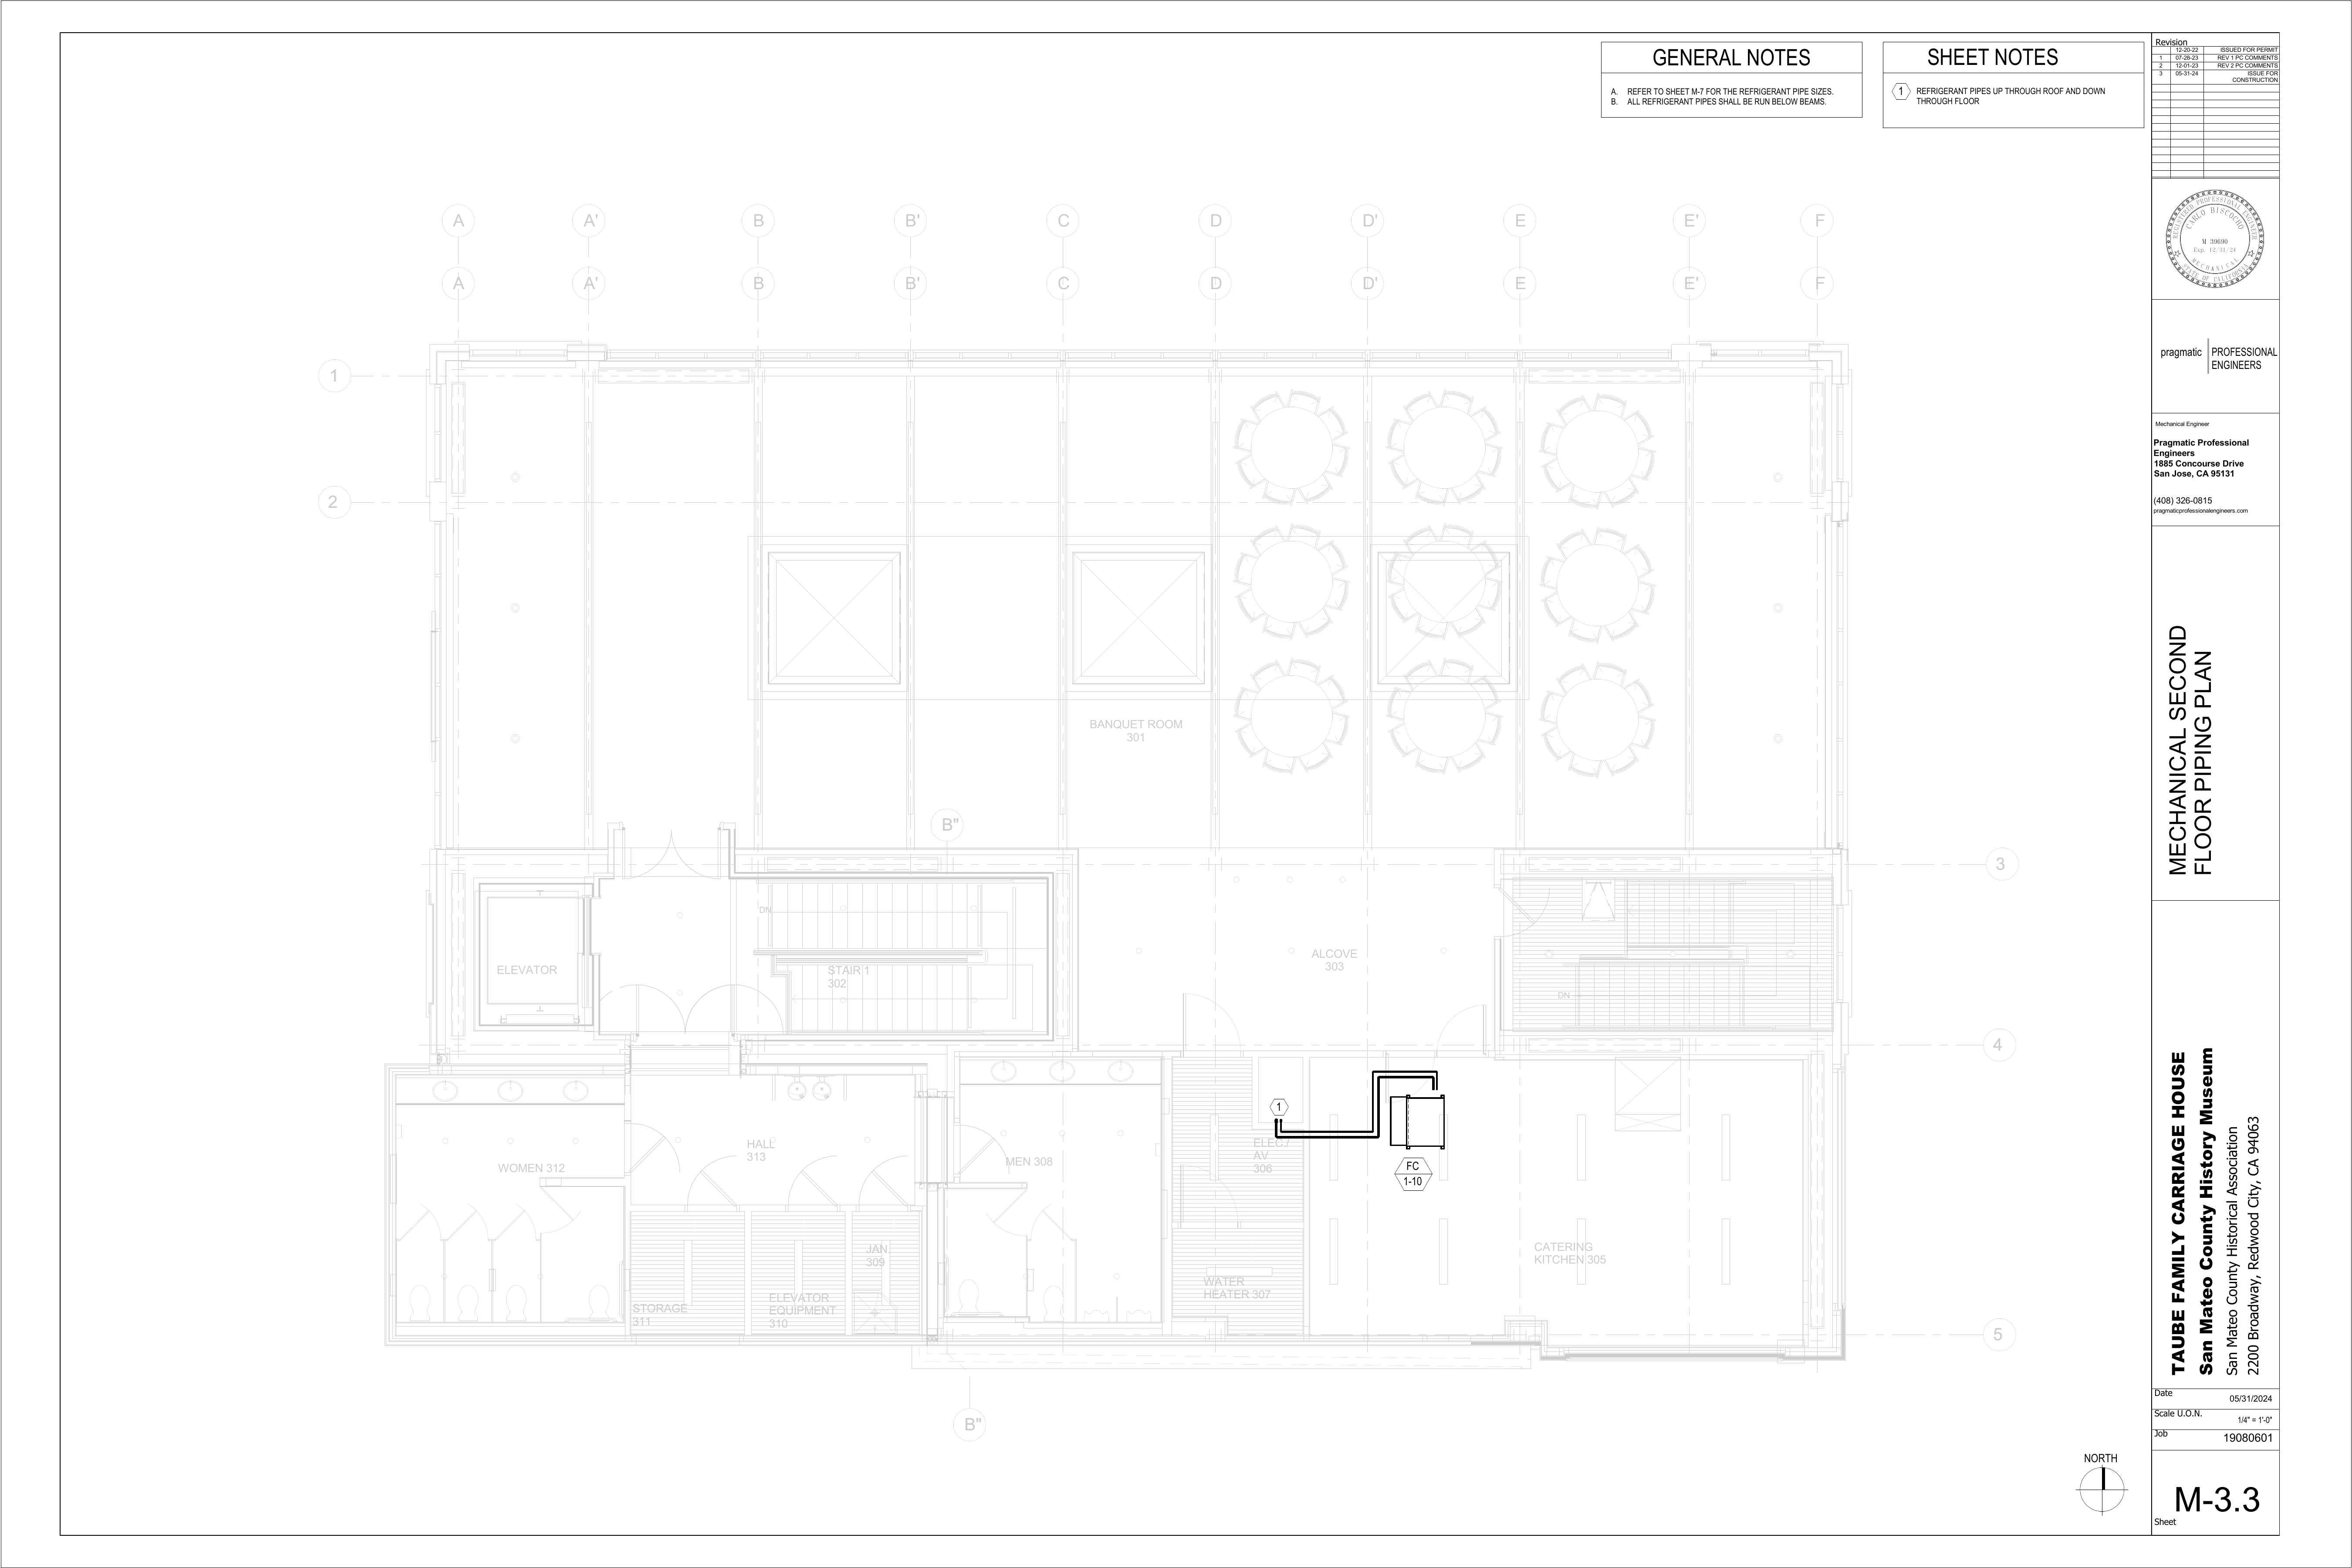 GENERAL NOTES
A. REFER TO SHEET M-7 FOR THE REFRIGERANT PIPE SIZES.
B. ALL REFRIGERANT PIPES SHALL BE RUN BELOW BEAMS.
SHEET NOTES
1 REFRIGERANT PIPES UP THROUGH ROOF AND DOWN
THROUGH FLOOR
Revision
12-20-22 ISSUED FOR PERMIT
1 07-28-23 REV 1 PC COMMENTS
2 12-01-23 REV 2 PC COMMENTS
3 05-31-24 ISSUE FOR
CONSTRUCTION
REGISTERED PROFESSIONAL ENGINEER
CARLO BISCOCHO
M 39690
Exp. 12/31/24
MECHANICAL
STATE OF CALIFORNIA
pragmatic PROFESSIONAL
ENGINEERS
Mechanical Engineer
Pragmatic Professional
Engineers
1885 Concourse Drive
San Jose, CA 95131
(408) 326-0815
pragmaticprofessionalengineers.com
MECHANICAL SECOND
FLOOR PIPING PLAN
TAUBE FAMILY CARRIAGE HOUSE
San Mateo County History Museum
San Mateo County Historical Association
2200 Broadway, Redwood City, CA 94063
Date
05/31/2024
Scale U.O.N.
1/4" = 1'-0"
Job
19080601
M-3.3
Sheet
NORTH
A A' B B' C D D' E E' F
A A' B B' C D D' E E' F
1
2
BANQUET ROOM
301
B"
3
DN
ELEVATOR
STAIR 1
302
ALCOVE
303
DN
4
1
HALL
313
WOMEN 312
MEN 308
ELEC./
AV
306
FC
1-10
JAN.
309
CATERING
KITCHEN 305
WATER
HEATER 307
STORAGE
311
ELEVATOR
EQUIPMENT
310
5
B"